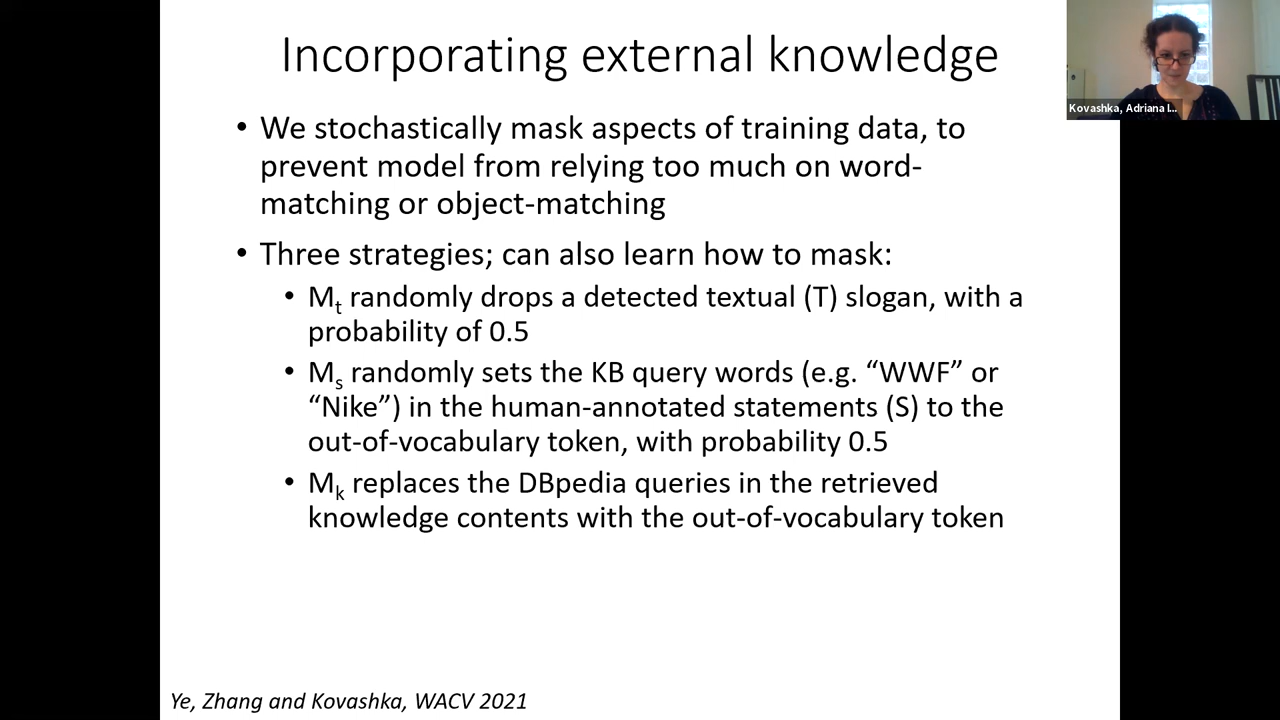 Incorporating external knowledge
Kovashka, Adriana I...
• We stochastically mask aspects of training data, to
prevent model from relying too much on word-
matching or object-matching
• Three strategies; can also learn how to mask:
• Mt randomly drops a detected textual (T) slogan, with a
probability of 0.5
• Ms randomly sets the KB query words (e.g. “WWF” or
“Nike”) in the human-annotated statements (S) to the
out-of-vocabulary token, with probability 0.5
• Mk replaces the DBpedia queries in the retrieved
knowledge contents with the out-of-vocabulary token
Ye, Zhang and Kovashka, WACV 2021